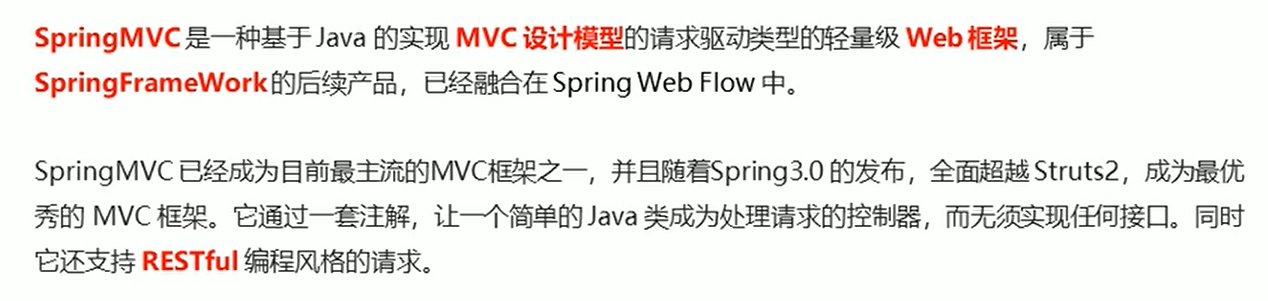 SpringMVC 是一种基于 Java 的实现 MVC 设计模型的请求驱动类型的轻量级 Web 框架，属于
SpringFrameWork 的后续产品，已经融合在 Spring Web Flow 中。
SpringMVC 已经成为目前最主流的MVC框架之一，并且随着Spring3.0 的发布，全面超越 Struts2，成为最优
秀的 MVC 框架。它通过一套注解，让一个简单的 Java 类成为处理请求的控制器，而无须实现任何接口。同时
它还支持 RESTful 编程风格的请求。